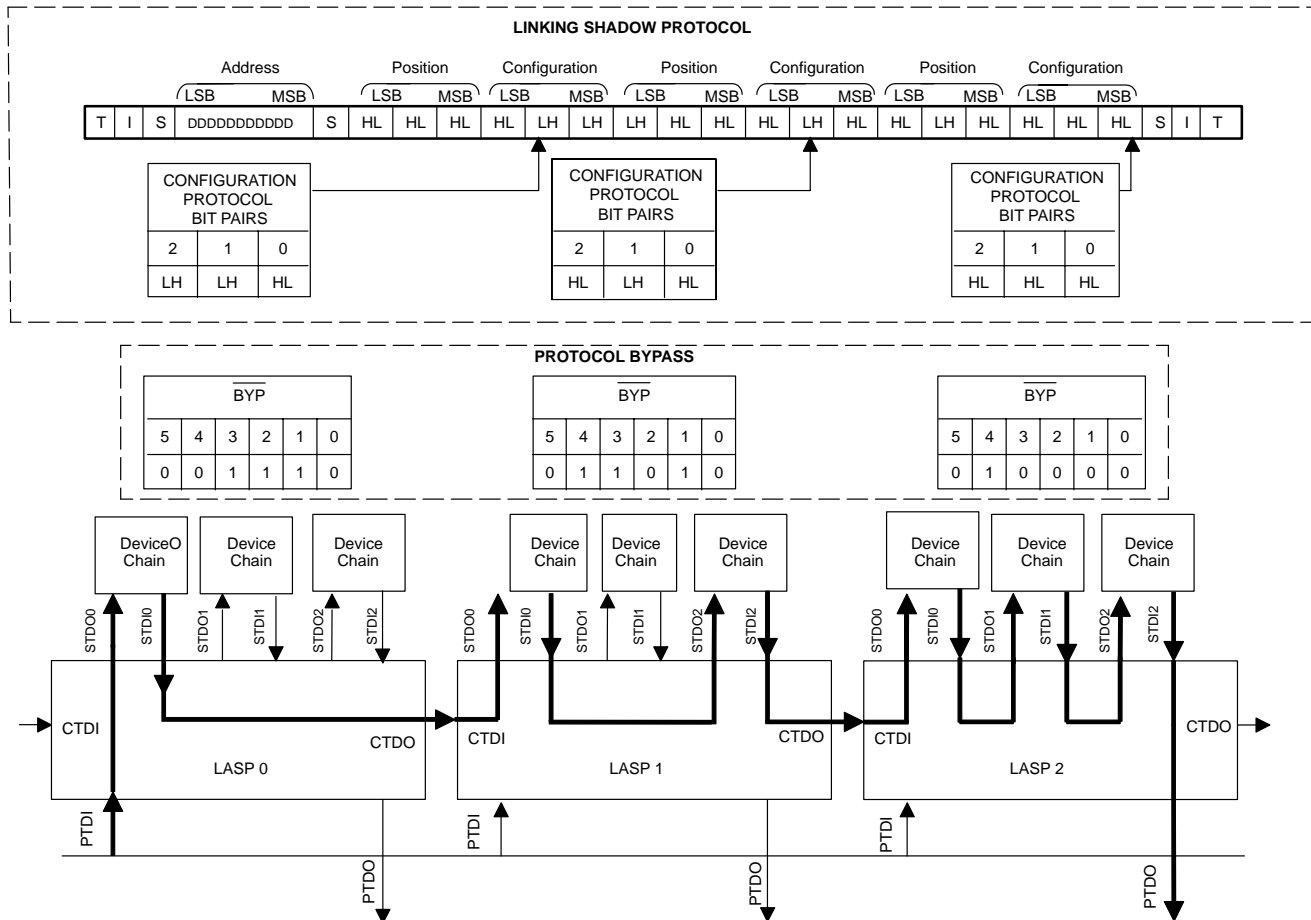 LINKING SHADOW PROTOCOL
Address Position Configuration Position Configuration Position Configuration
LSB MSB LSB MSB LSB MSB LSB MSB LSB MSB LSB MSB LSB MSB
T I S DDDDDDDDDDD S HL HL HL HL LH LH LH HL HL HL LH HL HL LH HL HL HL HL S I T
CONFIGURATION
PROTOCOL
BIT PAIRS
2 1 0
LH LH HL
CONFIGURATION
PROTOCOL
BIT PAIRS
2 1 0
HL LH HL
CONFIGURATION
PROTOCOL
BIT PAIRS
2 1 0
HL HL HL
PROTOCOL BYPASS
BYP
5 4 3 2 1 0
0 0 1 1 1 0
BYP
5 4 3 2 1 0
0 1 1 0 1 0
BYP
5 4 3 2 1 0
0 1 0 0 0 0
DeviceO
Chain
Device
Chain
Device
Chain
Device
Chain
Device
Chain
Device
Chain
Device
Chain
Device
Chain
Device
Chain
STDO0 STDI0 STDO1 STDI1 STDO2 STDI2 STDO0 STDI0 STDO1 STDI1 STDO2 STDI2 STDO0 STDI0 STDO1 STDI1 STDO2 STDI2
CTDI CTDO CTDI CTDO CTDI CTDO
LASP 0 LASP 1 LASP 2
PTDI PTDI PTDI
PTDO PTDO PTDO